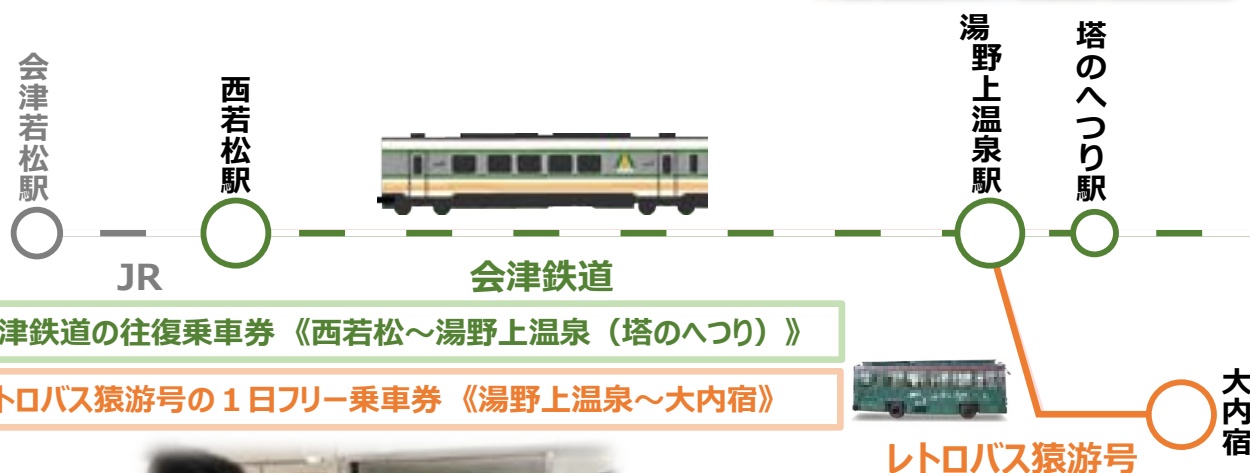 会津若松駅
西若松駅
湯野上温泉駅
塔のへつり駅
JR
会津鉄道
津鉄道の往復乗車券 《西若松～湯野上温泉（塔のへつり）》
トロバス猿游号の１日フリー乗車券 《湯野上温泉～大内宿》
大内宿
レトロバス猿游号